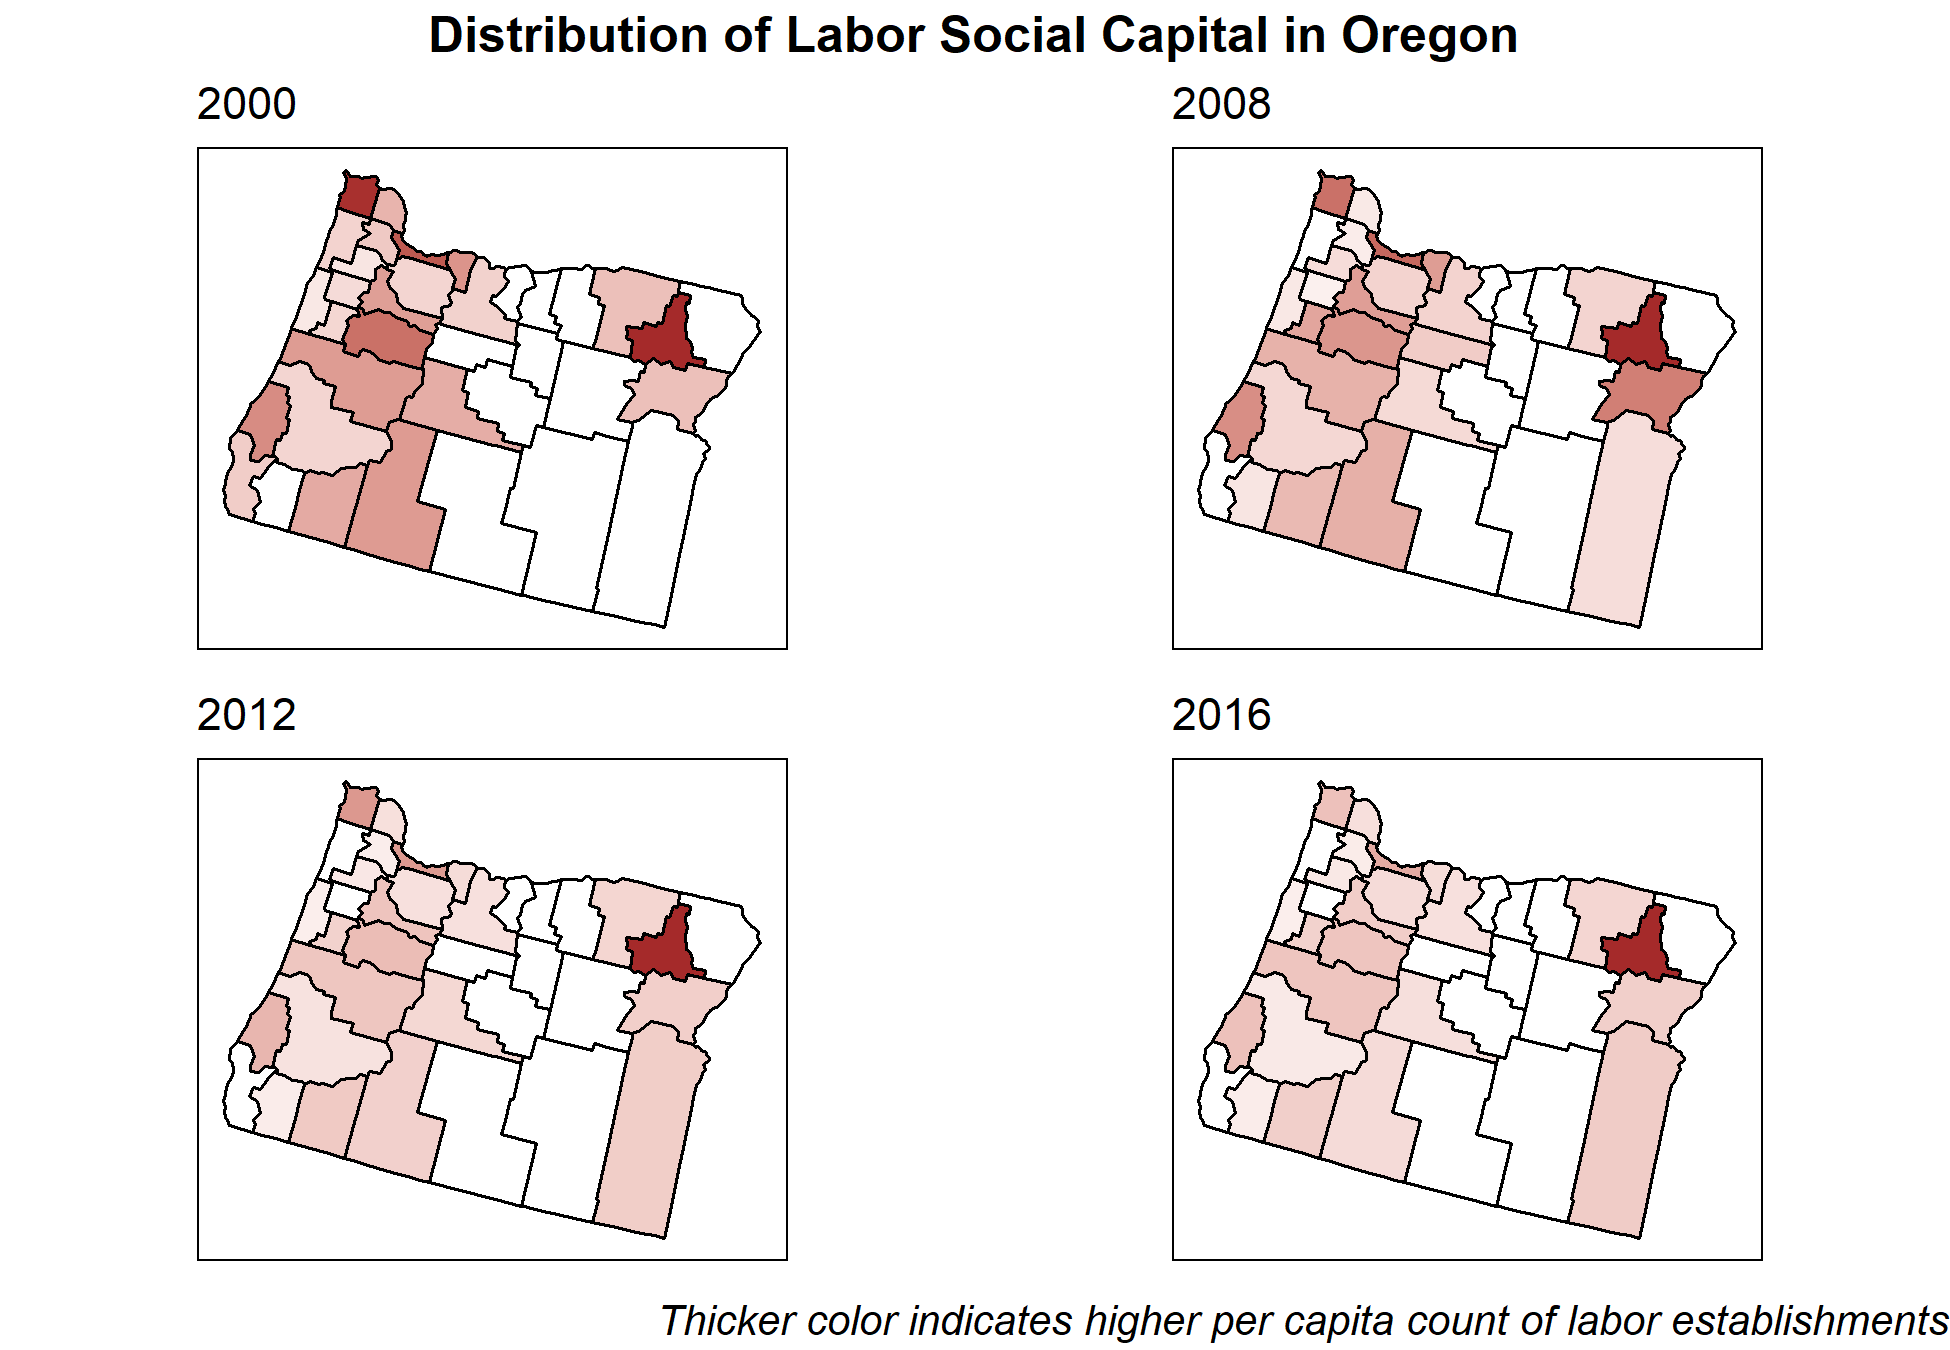 Distribution of Labor Social Capital in Oregon
2000
2008
2012
2016
Thicker color indicates higher per capita count of labor establishments